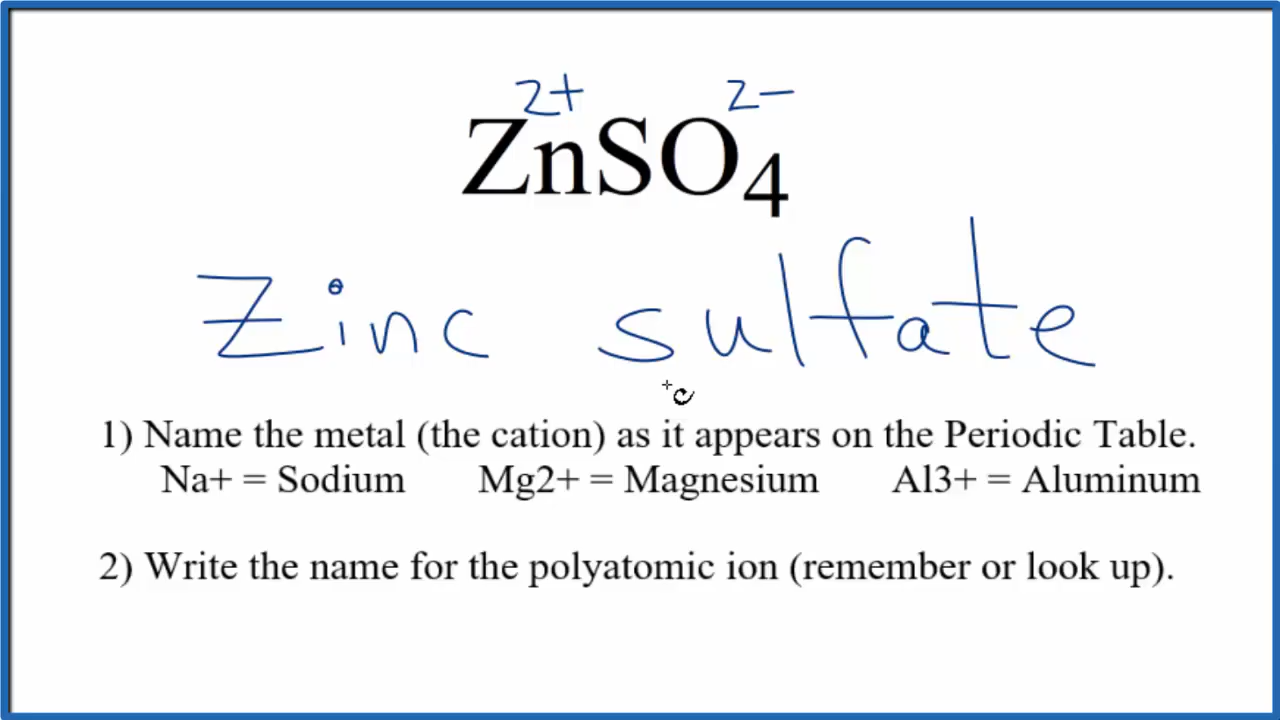 2+ 2-
ZnSO4
Zinc sulfate
1) Name the metal (the cation) as it appears on the Periodic Table.
Na+ = Sodium Mg2+ = Magnesium Al3+ = Aluminum
2) Write the name for the polyatomic ion (remember or look up).